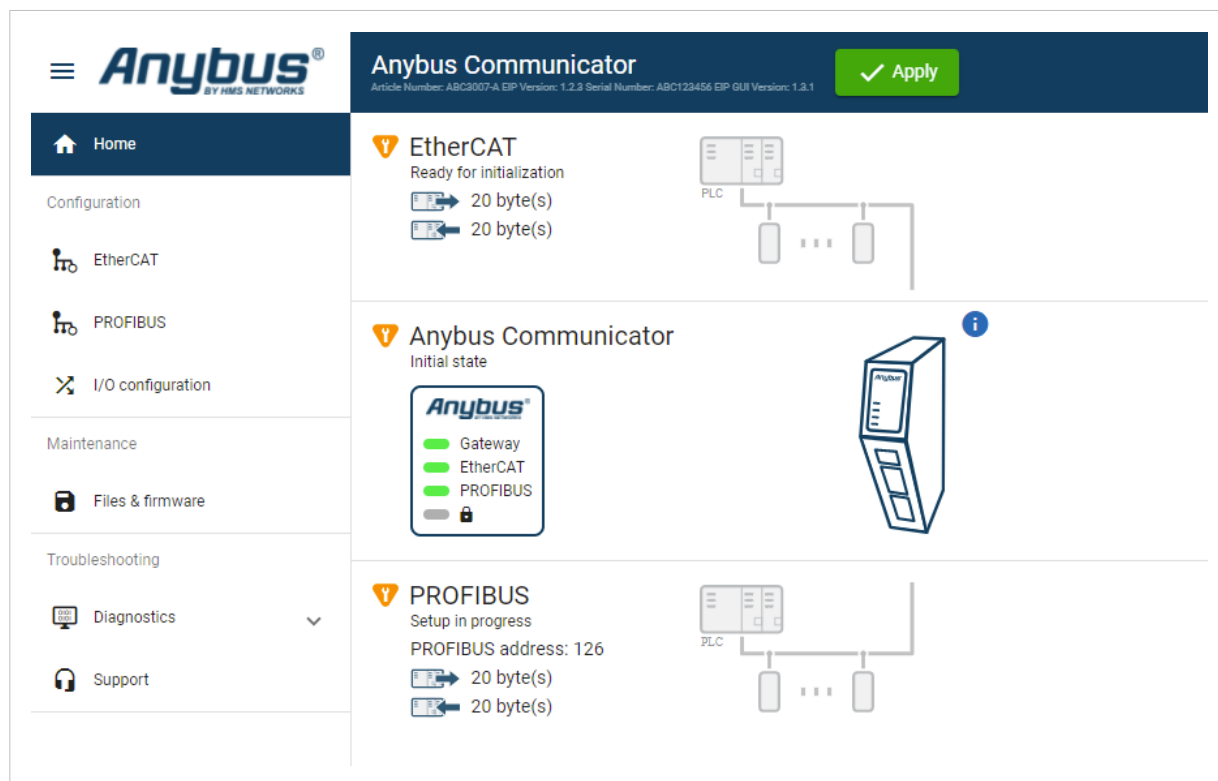 Anybus®
BY HMS NETWORKS
Anybus Communicator
Article Number: ABC3007-A EIP Version: 1.2.3 Serial Number: ABC123456 EIP GUI Version: 1.3.1
Apply
Home
Configuration
EtherCAT
PROFIBUS
I/O configuration
Maintenance
Files & firmware
Troubleshooting
Diagnostics
Support
EtherCAT
Ready for initialization
20 byte(s)
20 byte(s)
PLC
Anybus Communicator
Initial state
Anybus®
BY HMS NETWORKS
Gateway
EtherCAT
PROFIBUS
i
Anybus
PROFIBUS
Setup in progress
PROFIBUS address: 126
20 byte(s)
20 byte(s)
PLC